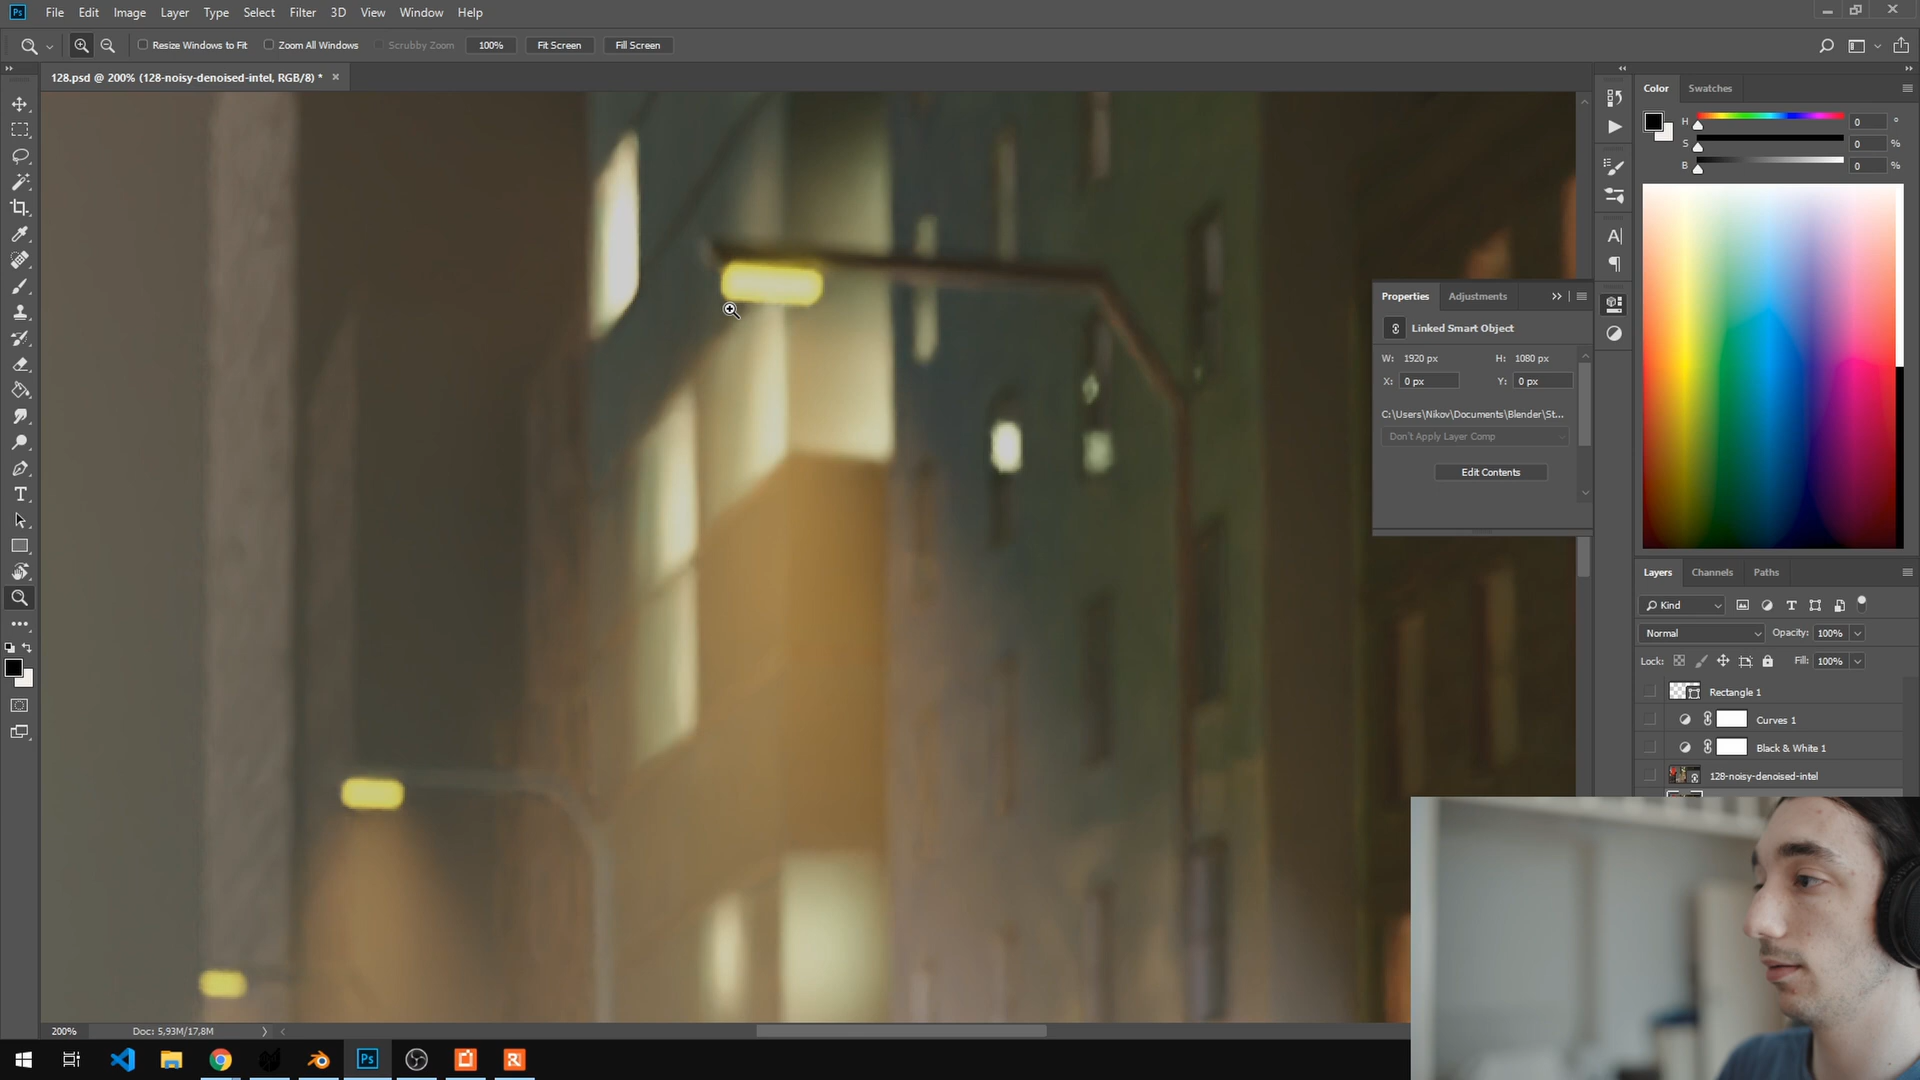 Ps File Edit Image Layer Type Select Filter 3D View Window Help
Resize Windows to Fit Zoom All Windows Scrubby Zoom 100% Fit Screen Fill Screen
128.psd @ 200% (128-noisy-denoised-intel, RGB/8) *
Color Swatches
H 0 °
S 0 %
B 0 %
Properties Adjustments
Linked Smart Object
W: 1920 px H: 1080 px
X: 0 px Y: 0 px
C:\Users\Nikov\Documents\Blender\St...
Don't Apply Layer Comp
Edit Contents
Layers Channels Paths
Kind
Normal Opacity: 100%
Lock: Fill: 100%
Rectangle 1
Curves 1
Black & White 1
128-noisy-denoised-intel
200% Doc: 5,93M/17,8M
Ps